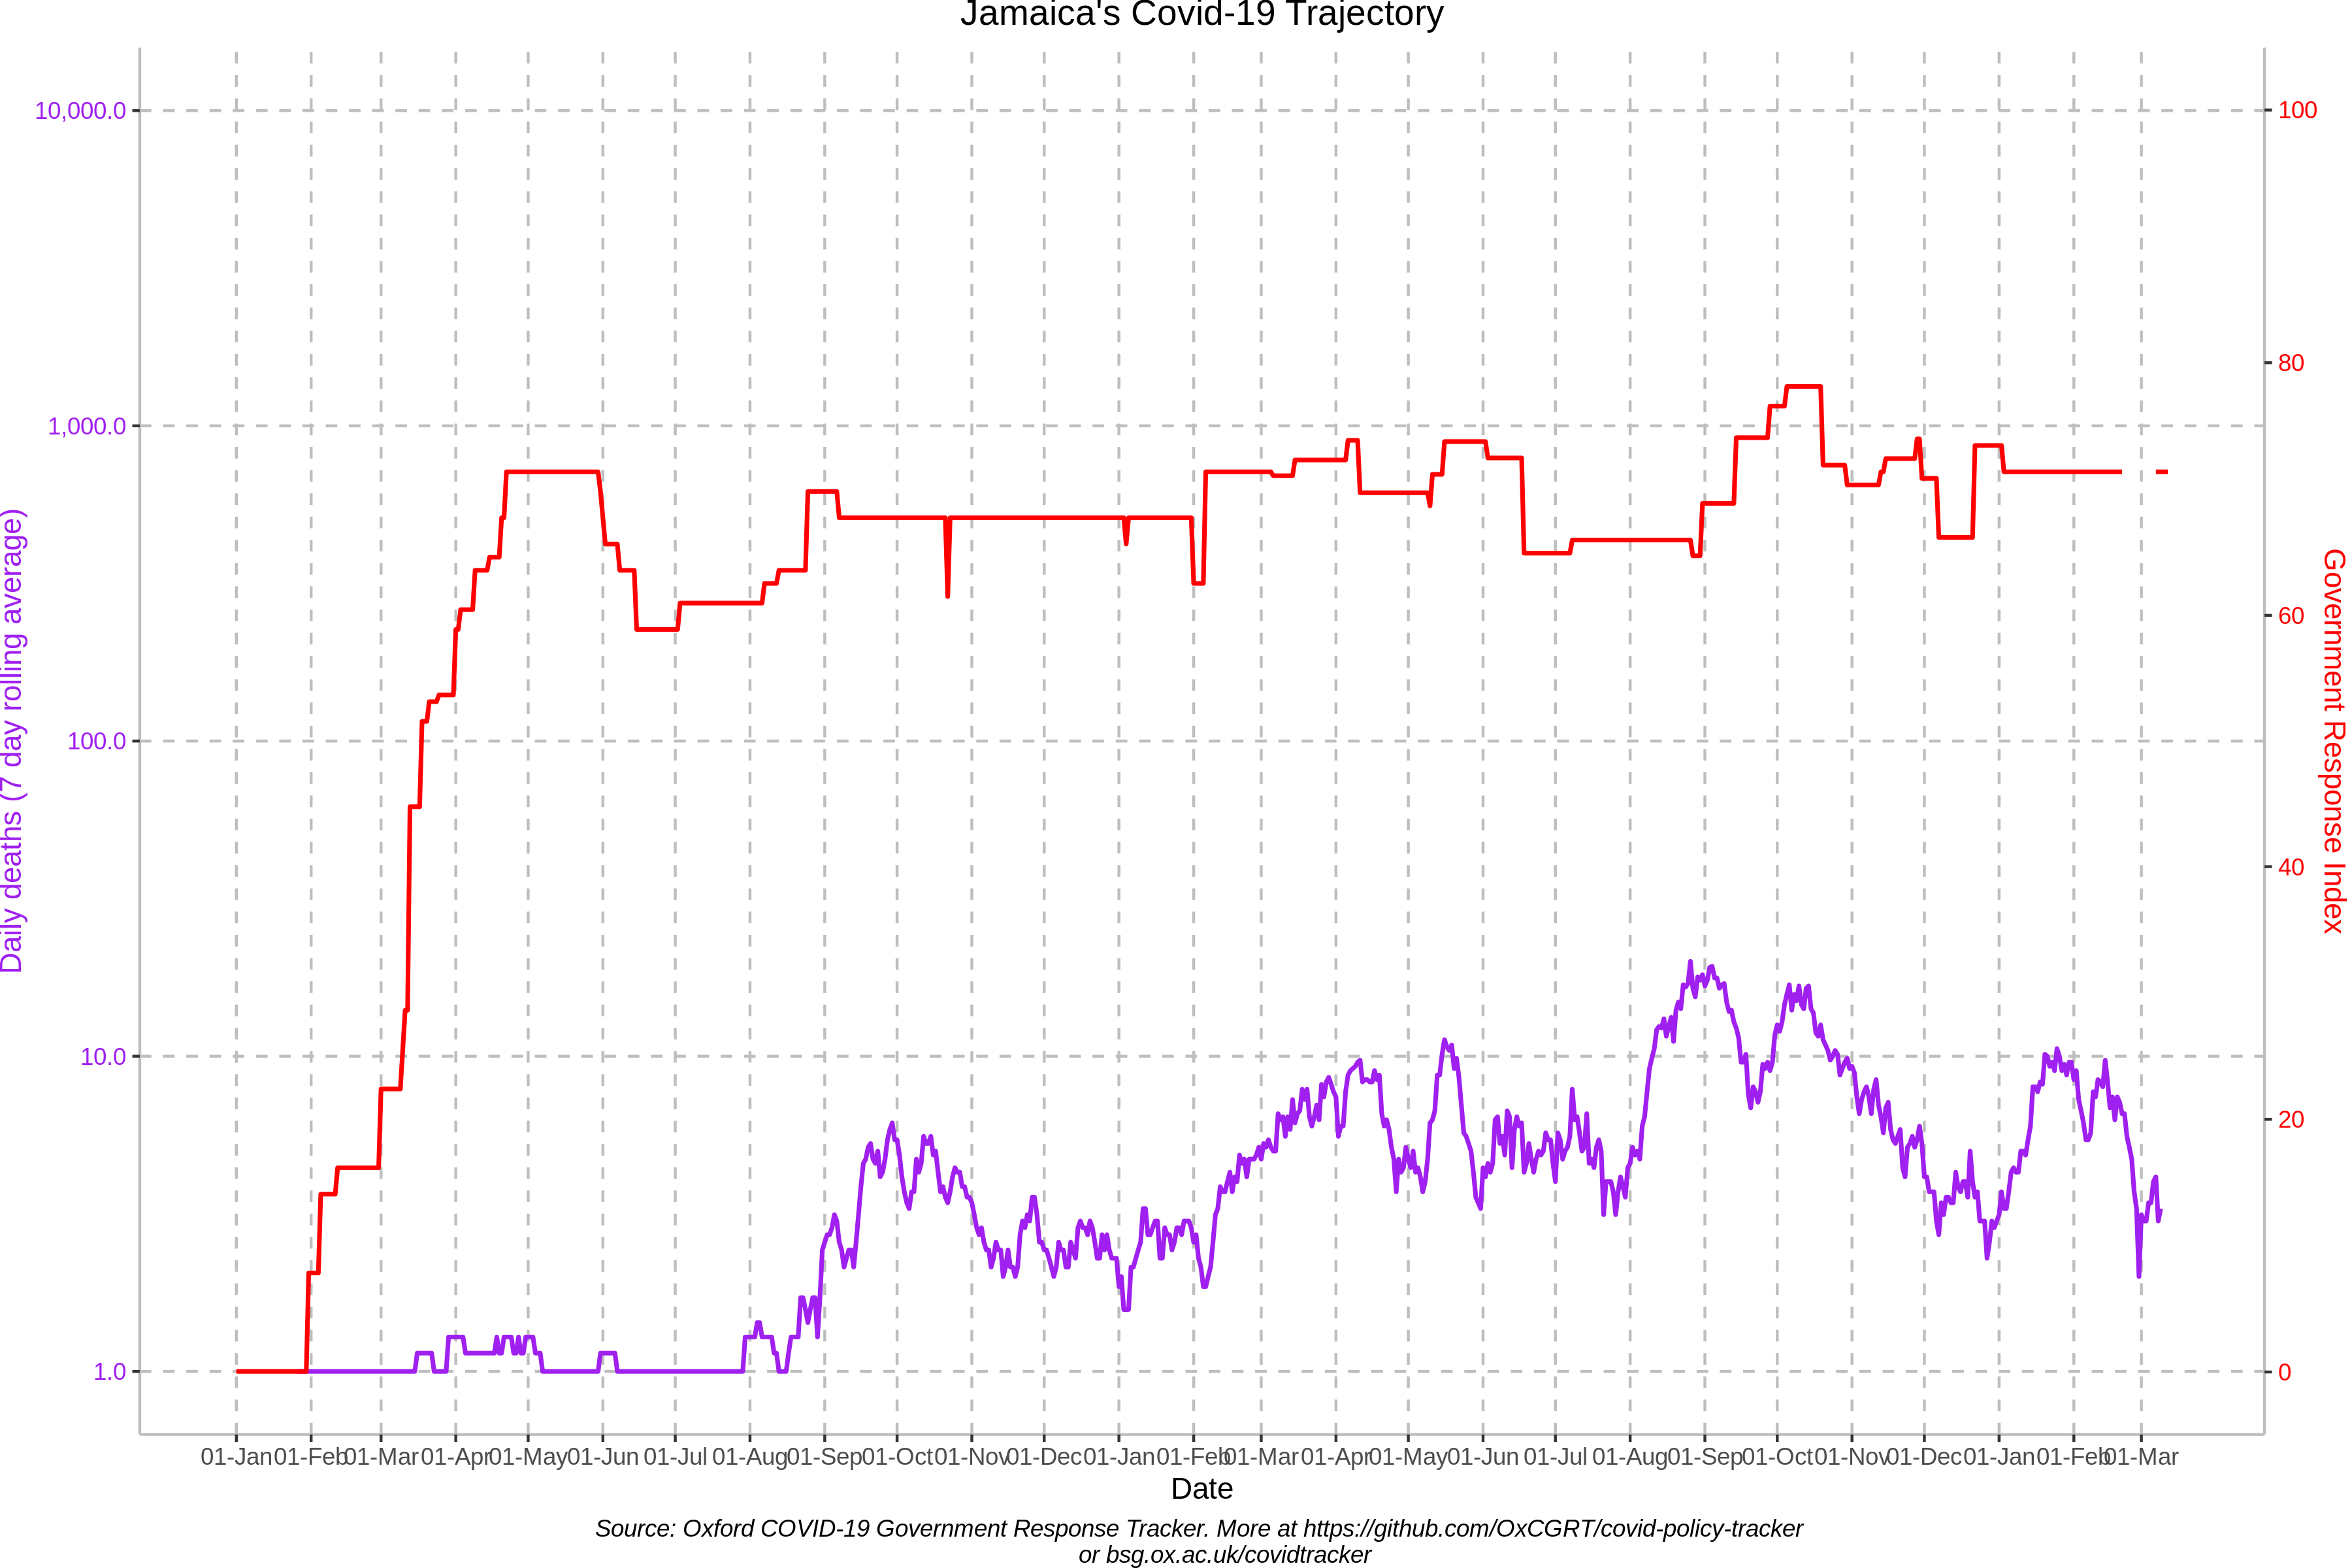 Jamaica's Covid-19 Trajectory
10,000.0
1,000.0
100.0
10.0
1.0
Daily deaths (7 day rolling average)
100
80
60
40
20
0
Government Response Index
01-Jan 01-Feb 01-Mar 01-Apr 01-May 01-Jun 01-Jul 01-Aug 01-Sep 01-Oct 01-Nov 01-Dec 01-Jan 01-Feb 01-Mar 01-Apr 01-May 01-Jun 01-Jul 01-Aug 01-Sep 01-Oct 01-Nov 01-Dec 01-Jan 01-Feb 01-Mar
Date
Source: Oxford COVID-19 Government Response Tracker. More at https://github.com/OxCGRT/covid-policy-tracker
or bsg.ox.ac.uk/covidtracker